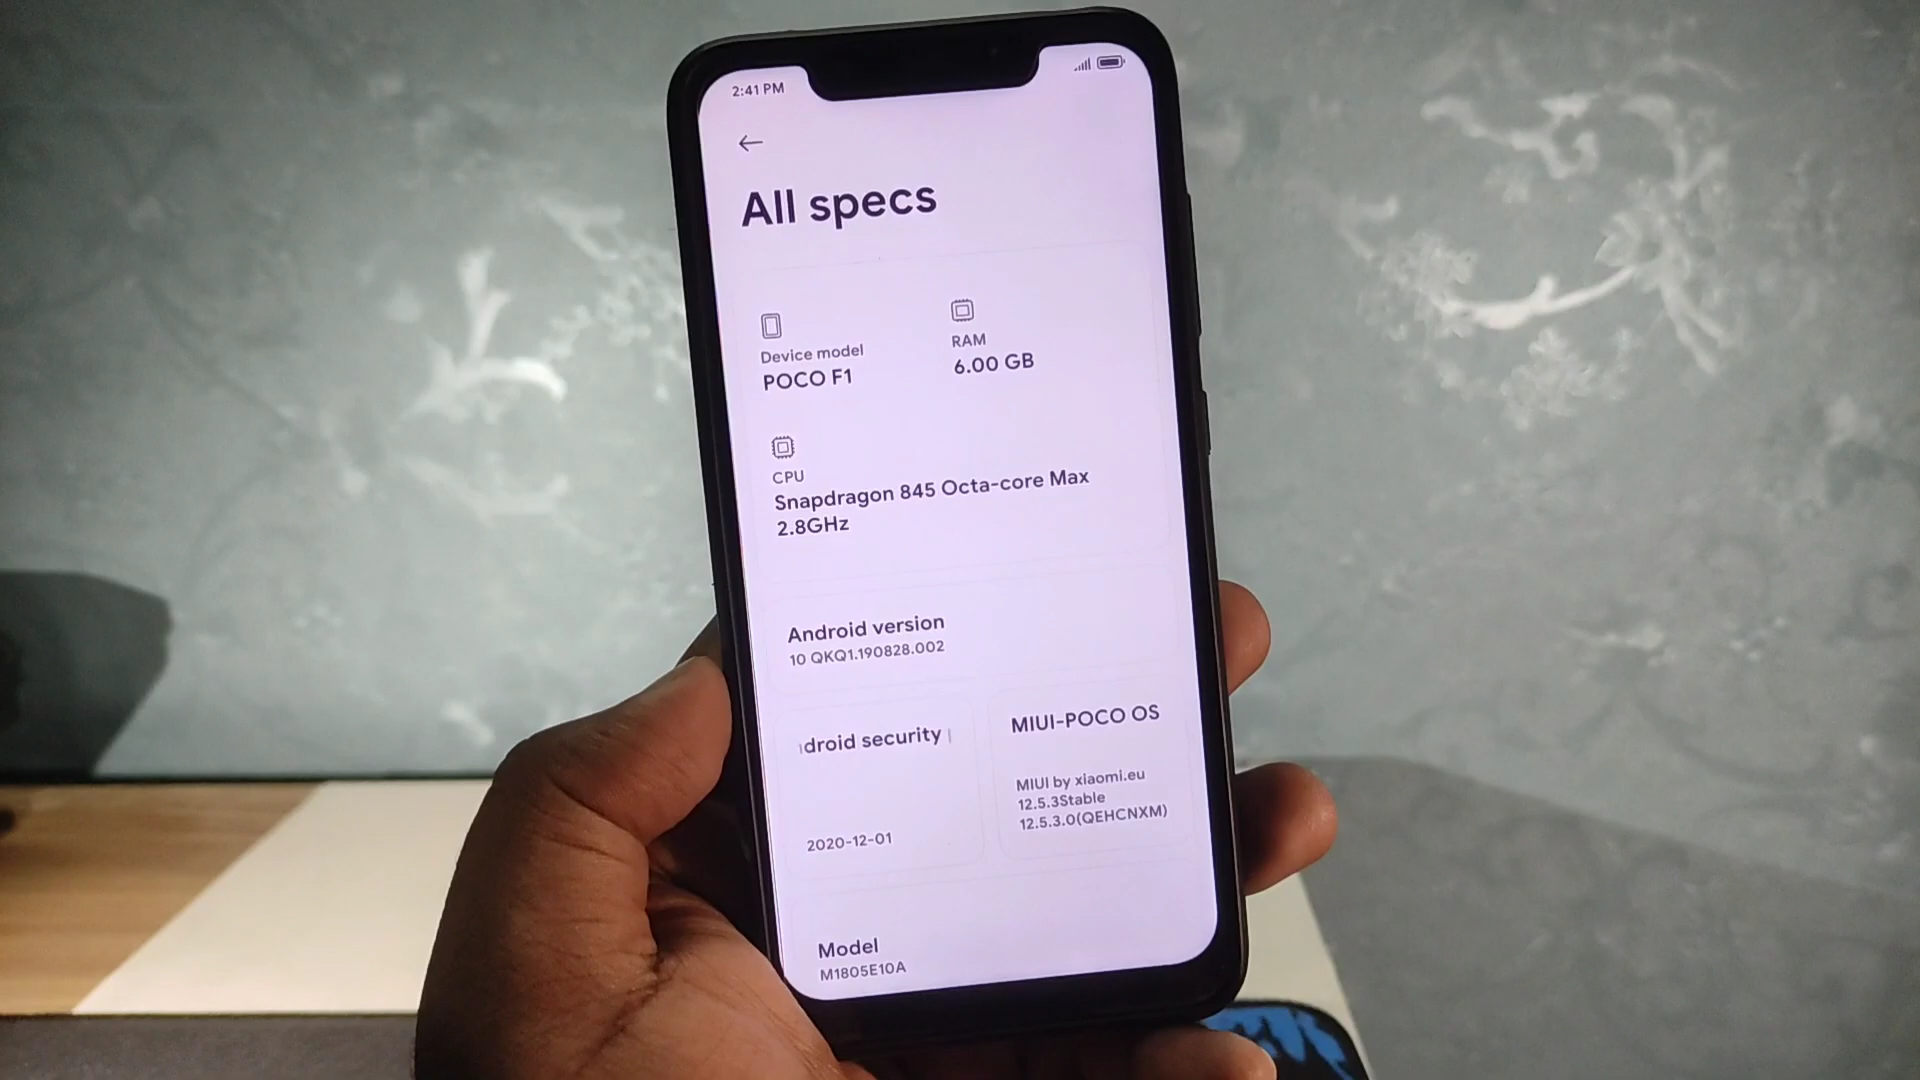 2:41 PM
All specs
Device model
POCO F1
RAM
6.00 GB
CPU
Snapdragon 845 Octa-core Max
2.8GHz
Android version
10 QKQ1.190828.002
droid security
2020-12-01
MIUI-POCO OS
MIUI by xiaomi.eu
12.5.3Stable
12.5.3.0(QEHCNXM)
Model
M1805E10A